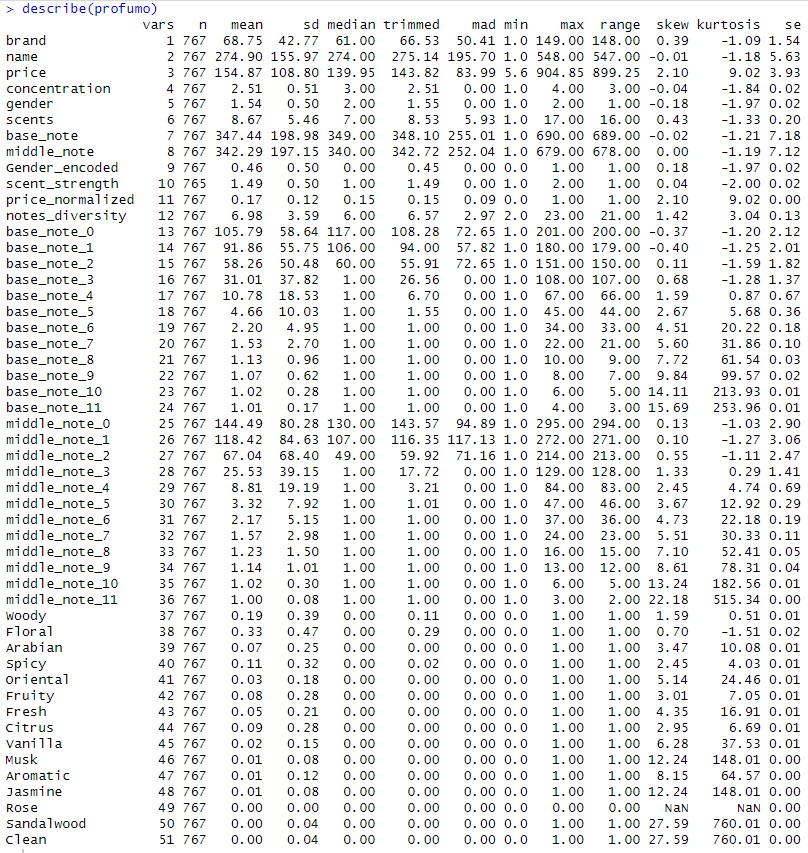 > describe(profumo)
vars n mean sd median trimmed mad min max range skew kurtosis se
brand 1 767 68.75 42.77 61.00 66.53 50.41 1.0 149.00 148.00 0.39 -1.09 1.54
name 2 767 274.90 155.97 274.00 275.14 195.70 1.0 548.00 547.00 -0.01 -1.18 5.63
price 3 767 154.87 108.80 139.95 143.82 83.99 5.6 904.85 899.25 2.10 9.02 3.93
concentration 4 767 2.51 0.51 3.00 2.51 0.00 1.0 4.00 3.00 -0.04 -1.84 0.02
gender 5 767 1.54 0.50 2.00 1.55 0.00 1.0 2.00 1.00 -0.18 -1.97 0.02
scents 6 767 8.67 5.46 7.00 8.53 5.93 1.0 17.00 16.00 0.43 -1.33 0.20
base_note 7 767 347.44 198.98 349.00 348.10 255.01 1.0 690.00 689.00 -0.02 -1.21 7.18
middle_note 8 767 342.29 197.15 340.00 342.72 252.04 1.0 679.00 678.00 0.00 -1.19 7.12
Gender_encoded 9 767 0.46 0.50 0.00 0.45 0.00 0.0 1.00 1.00 0.18 -1.97 0.02
scent_strength 10 765 1.49 0.50 1.00 1.49 0.00 1.0 2.00 1.00 0.04 -2.00 0.02
price_normalized 11 767 0.17 0.12 0.15 0.15 0.09 0.0 1.00 1.00 2.10 9.02 0.00
notes_diversity 12 767 6.98 3.59 6.00 6.57 2.97 2.0 23.00 21.00 1.42 3.04 0.13
base_note_0 13 767 105.79 58.64 117.00 108.28 72.65 1.0 201.00 200.00 -0.37 -1.20 2.12
base_note_1 14 767 91.86 55.75 106.00 94.00 57.82 1.0 180.00 179.00 -0.40 -1.25 2.01
base_note_2 15 767 58.26 50.48 60.00 55.91 72.65 1.0 151.00 150.00 0.11 -1.59 1.82
base_note_3 16 767 31.01 37.82 1.00 26.56 0.00 1.0 108.00 107.00 0.68 -1.28 1.37
base_note_4 17 767 10.78 18.53 1.00 6.70 0.00 1.0 67.00 66.00 1.59 0.87 0.67
base_note_5 18 767 4.66 10.03 1.00 1.55 0.00 1.0 45.00 44.00 2.67 5.68 0.36
base_note_6 19 767 2.20 4.95 1.00 1.00 0.00 1.0 34.00 33.00 4.51 20.22 0.18
base_note_7 20 767 1.53 2.70 1.00 1.00 0.00 1.0 22.00 21.00 5.60 31.86 0.10
base_note_8 21 767 1.13 0.96 1.00 1.00 0.00 1.0 10.00 9.00 7.72 61.54 0.03
base_note_9 22 767 1.07 0.62 1.00 1.00 0.00 1.0 8.00 7.00 9.84 99.57 0.02
base_note_10 23 767 1.02 0.28 1.00 1.00 0.00 1.0 6.00 5.00 14.11 213.93 0.01
base_note_11 24 767 1.01 0.17 1.00 1.00 0.00 1.0 4.00 3.00 15.69 253.96 0.01
middle_note_0 25 767 144.49 80.28 130.00 143.57 94.89 1.0 295.00 294.00 0.13 -1.03 2.90
middle_note_1 26 767 118.42 84.63 107.00 116.35 117.13 1.0 272.00 271.00 0.10 -1.27 3.06
middle_note_2 27 767 67.04 68.40 49.00 59.92 71.16 1.0 214.00 213.00 0.55 -1.11 2.47
middle_note_3 28 767 25.53 39.15 1.00 17.72 0.00 1.0 129.00 128.00 1.33 0.29 1.41
middle_note_4 29 767 8.81 19.19 1.00 3.21 0.00 1.0 84.00 83.00 2.45 4.74 0.69
middle_note_5 30 767 3.32 7.92 1.00 1.01 0.00 1.0 47.00 46.00 3.67 12.92 0.29
middle_note_6 31 767 2.17 5.15 1.00 1.00 0.00 1.0 37.00 36.00 4.73 22.18 0.19
middle_note_7 32 767 1.57 2.98 1.00 1.00 0.00 1.0 24.00 23.00 5.51 30.33 0.11
middle_note_8 33 767 1.23 1.50 1.00 1.00 0.00 1.0 16.00 15.00 7.10 52.41 0.05
middle_note_9 34 767 1.14 1.01 1.00 1.00 0.00 1.0 13.00 12.00 8.61 78.31 0.04
middle_note_10 35 767 1.02 0.30 1.00 1.00 0.00 1.0 6.00 5.00 13.24 182.56 0.01
middle_note_11 36 767 1.00 0.08 1.00 1.00 0.00 1.0 3.00 2.00 22.18 515.34 0.00
Woody 37 767 0.19 0.39 0.00 0.11 0.00 0.0 1.00 1.00 1.59 0.51 0.01
Floral 38 767 0.33 0.47 0.00 0.29 0.00 0.0 1.00 1.00 0.70 -1.51 0.02
Arabian 39 767 0.07 0.25 0.00 0.00 0.00 0.0 1.00 1.00 3.47 10.08 0.01
Spicy 40 767 0.11 0.32 0.00 0.02 0.00 0.0 1.00 1.00 2.45 4.03 0.01
Oriental 41 767 0.03 0.18 0.00 0.00 0.00 0.0 1.00 1.00 5.14 24.46 0.01
Fruity 42 767 0.08 0.28 0.00 0.00 0.00 0.0 1.00 1.00 3.01 7.05 0.01
Fresh 43 767 0.05 0.21 0.00 0.00 0.00 0.0 1.00 1.00 4.35 16.91 0.01
Citrus 44 767 0.09 0.28 0.00 0.00 0.00 0.0 1.00 1.00 2.95 6.69 0.01
Vanilla 45 767 0.02 0.15 0.00 0.00 0.00 0.0 1.00 1.00 6.28 37.53 0.01
Musk 46 767 0.01 0.08 0.00 0.00 0.00 0.0 1.00 1.00 12.24 148.01 0.00
Aromatic 47 767 0.01 0.12 0.00 0.00 0.00 0.0 1.00 1.00 8.15 64.57 0.00
Jasmine 48 767 0.01 0.08 0.00 0.00 0.00 0.0 1.00 1.00 12.24 148.01 0.00
Rose 49 767 0.00 0.00 0.00 0.00 0.00 0.0 0.00 0.00 NaN NaN 0.00
Sandalwood 50 767 0.00 0.04 0.00 0.00 0.00 0.0 1.00 1.00 27.59 760.01 0.00
Clean 51 767 0.00 0.04 0.00 0.00 0.00 0.0 1.00 1.00 27.59 760.01 0.00